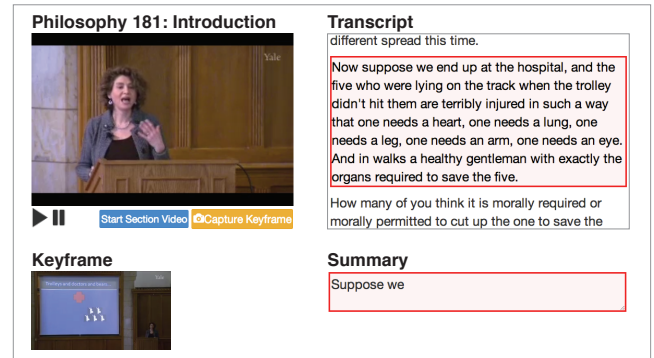 Philosophy 181: Introduction
Yale
Start Section Video
Capture Keyframe
Keyframe
Yale
Transcript
different spread this time.
Now suppose we end up at the hospital, and the
five who were lying on the track when the trolley
didn't hit them are terribly injured in such a way
that one needs a heart, one needs a lung, one
needs a leg, one needs an arm, one needs an eye.
And in walks a healthy gentleman with exactly the
organs required to save the five.
How many of you think it is morally required or
morally permitted to cut up the one to save the
Summary
Suppose we